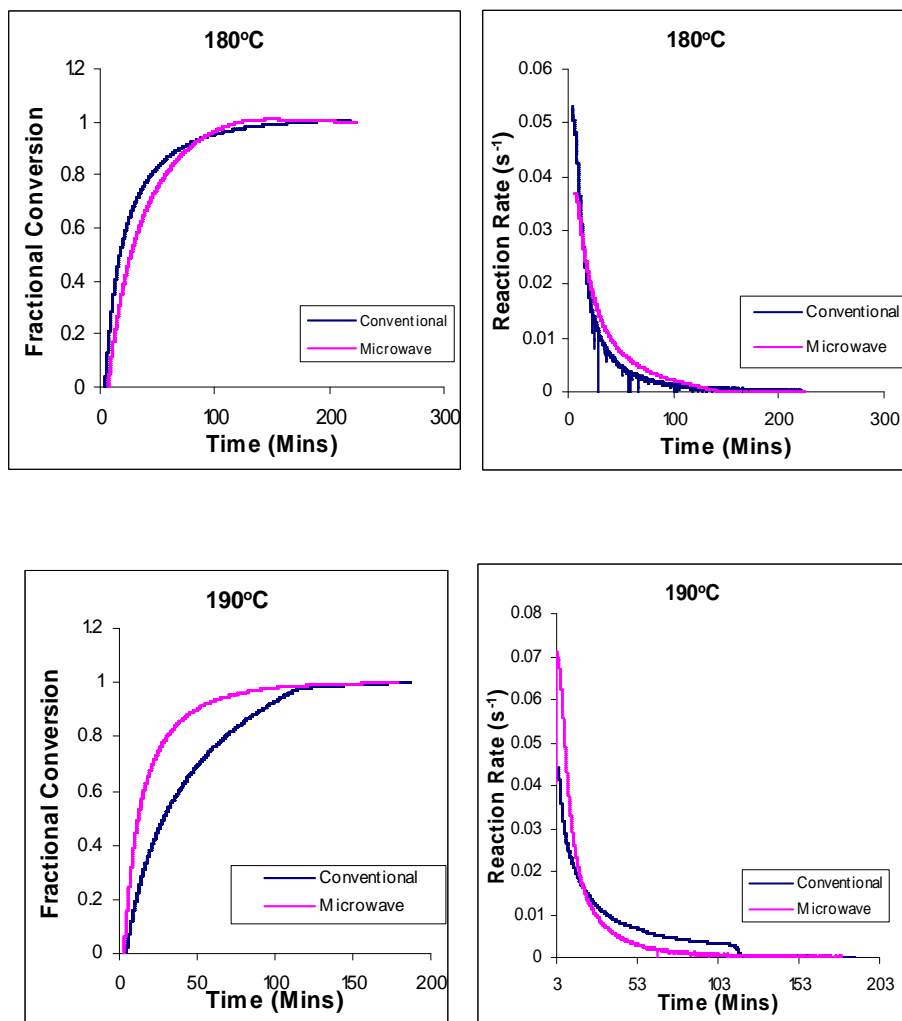 180°C
Fractional Conversion
1.2
1
0.8
0.6
0.4
0.2
0
Conventional
Microwave
0 100 200 300
Time (Mins)
180°C
Reaction Rate (s⁻¹)
0.06
0.05
0.04
0.03
0.02
0.01
0
Conventional
Microwave
0 100 200 300
Time (Mins)
190°C
Fractional Conversion
1.2
1
0.8
0.6
0.4
0.2
0
Conventional
Microwave
0 50 100 150 200
Time (Mins)
190°C
Reaction Rate (s⁻¹)
0.08
0.07
0.06
0.05
0.04
0.03
0.02
0.01
0
Conventional
Microwave
3 53 103 153 203
Time (Mins)